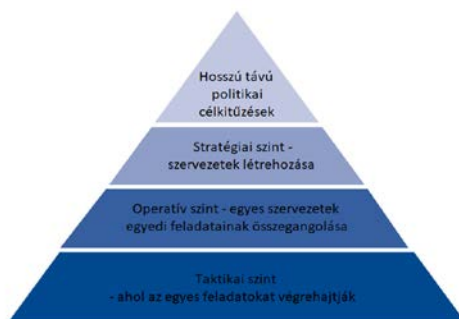 Hosszú távú
politikai
célkitűzések
Stratégiai szint -
szervezetek létrehozása
Operatív szint - egyes szervezetek
egyedi feladatainak összegangolása
Taktikai szint
- ahol az egyes feladatokat végrehajtják